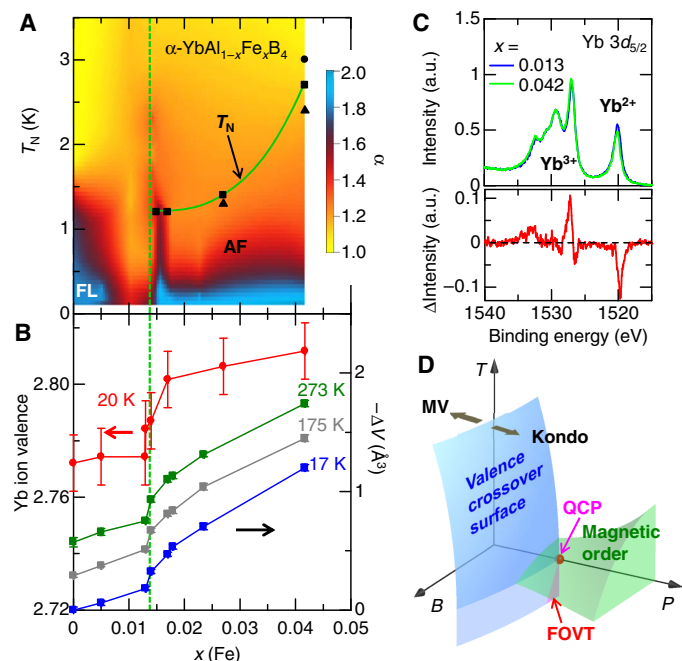 A
α-YbAl1−xFexB4
TN (K)
3
2
1
0
TN
AF
FL
2.0
1.8
1.6
1.4
1.2
1.0
α
B
Yb ion valence
2.80
2.76
2.72
20 K
273 K
175 K
17 K
2
1
0
−ΔV (Å3)
0
0.01
0.02
0.03
0.04
0.05
x (Fe)
C
Yb 3d5/2
x =
0.013
0.042
Yb2+
Yb3+
Intensity (a.u.)
1
0.5
0
ΔIntensity (a.u.)
0.1
0
−0.1
1540
1530
1520
Binding energy (eV)
D
T
MV
Kondo
Valence
crossover
surface
QCP
Magnetic
order
B
P
FOVT